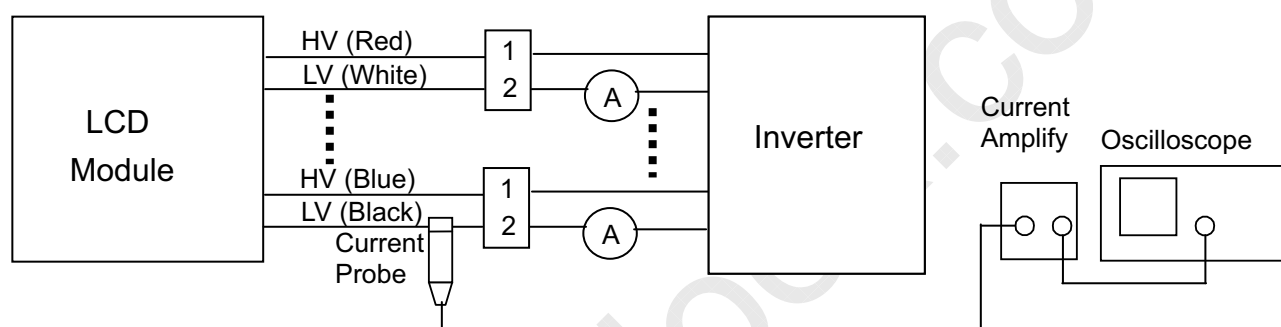 HV (Red)
LV (White)
1
2
A
LCD
Module
Inverter
Current
Amplify
Oscilloscope
HV (Blue)
LV (Black)
1
2
A
Current
Probe